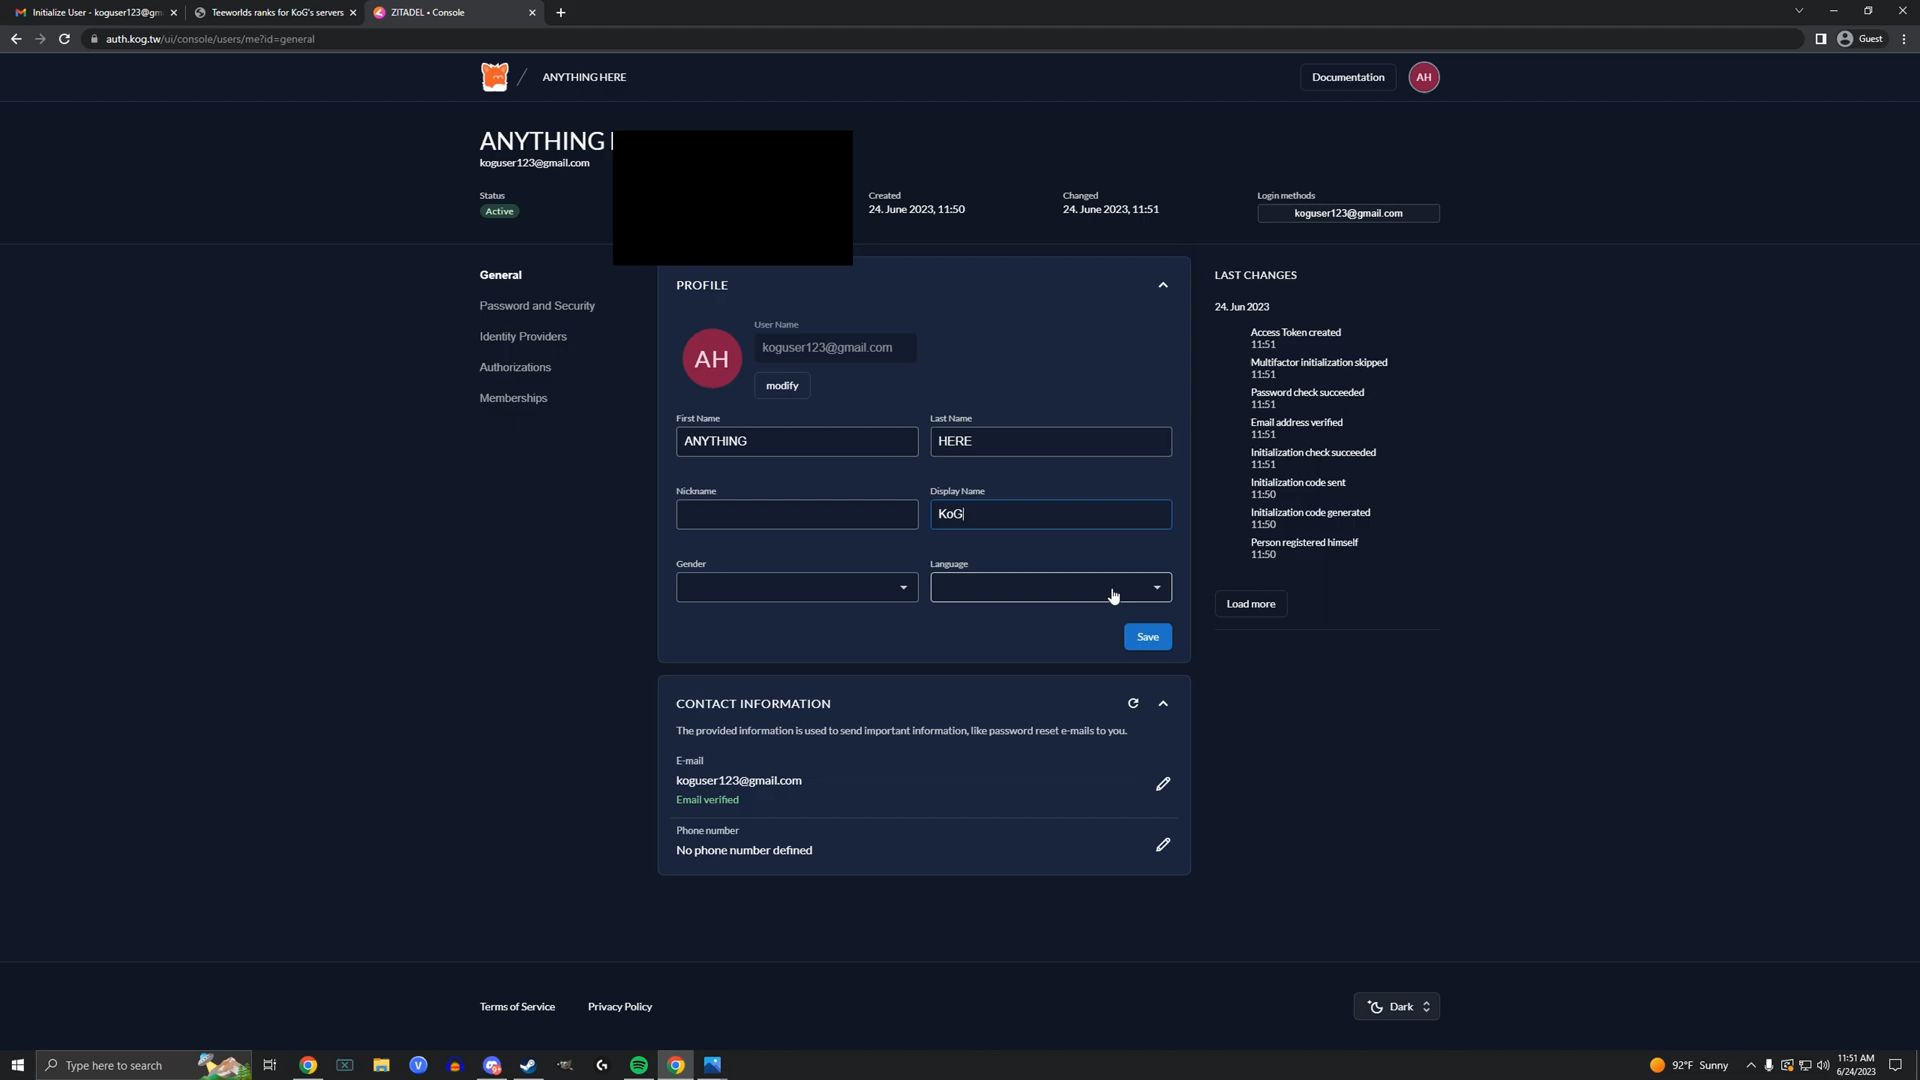 Initialize User - koguser123@gm
Teeworlds ranks for KoG's servers
ZITADEL • Console
auth.kog.tw/ui/console/users/me?id=general
Guest
ANYTHING HERE
Documentation
AH
ANYTHING
koguser123@gmail.com
Status
Active
Created
24. June 2023, 11:50
Changed
24. June 2023, 11:51
Login methods
koguser123@gmail.com
General
Password and Security
Identity Providers
Authorizations
Memberships
PROFILE
AH
User Name
koguser123@gmail.com
modify
First Name
ANYTHING
Last Name
HERE
Nickname
Display Name
KoG
Gender
Language
Save
CONTACT INFORMATION
The provided information is used to send important information, like password reset e-mails to you.
E-mail
koguser123@gmail.com
Email verified
Phone number
No phone number defined
LAST CHANGES
24. Jun 2023
Access Token created
11:51
Multifactor initialization skipped
11:51
Password check succeeded
11:51
Email address verified
11:51
Initialization check succeeded
11:51
Initialization code sent
11:50
Initialization code generated
11:50
Person registered himself
11:50
Load more
Terms of Service
Privacy Policy
Dark
Type here to search
92°F Sunny
11:51 AM
6/24/2023